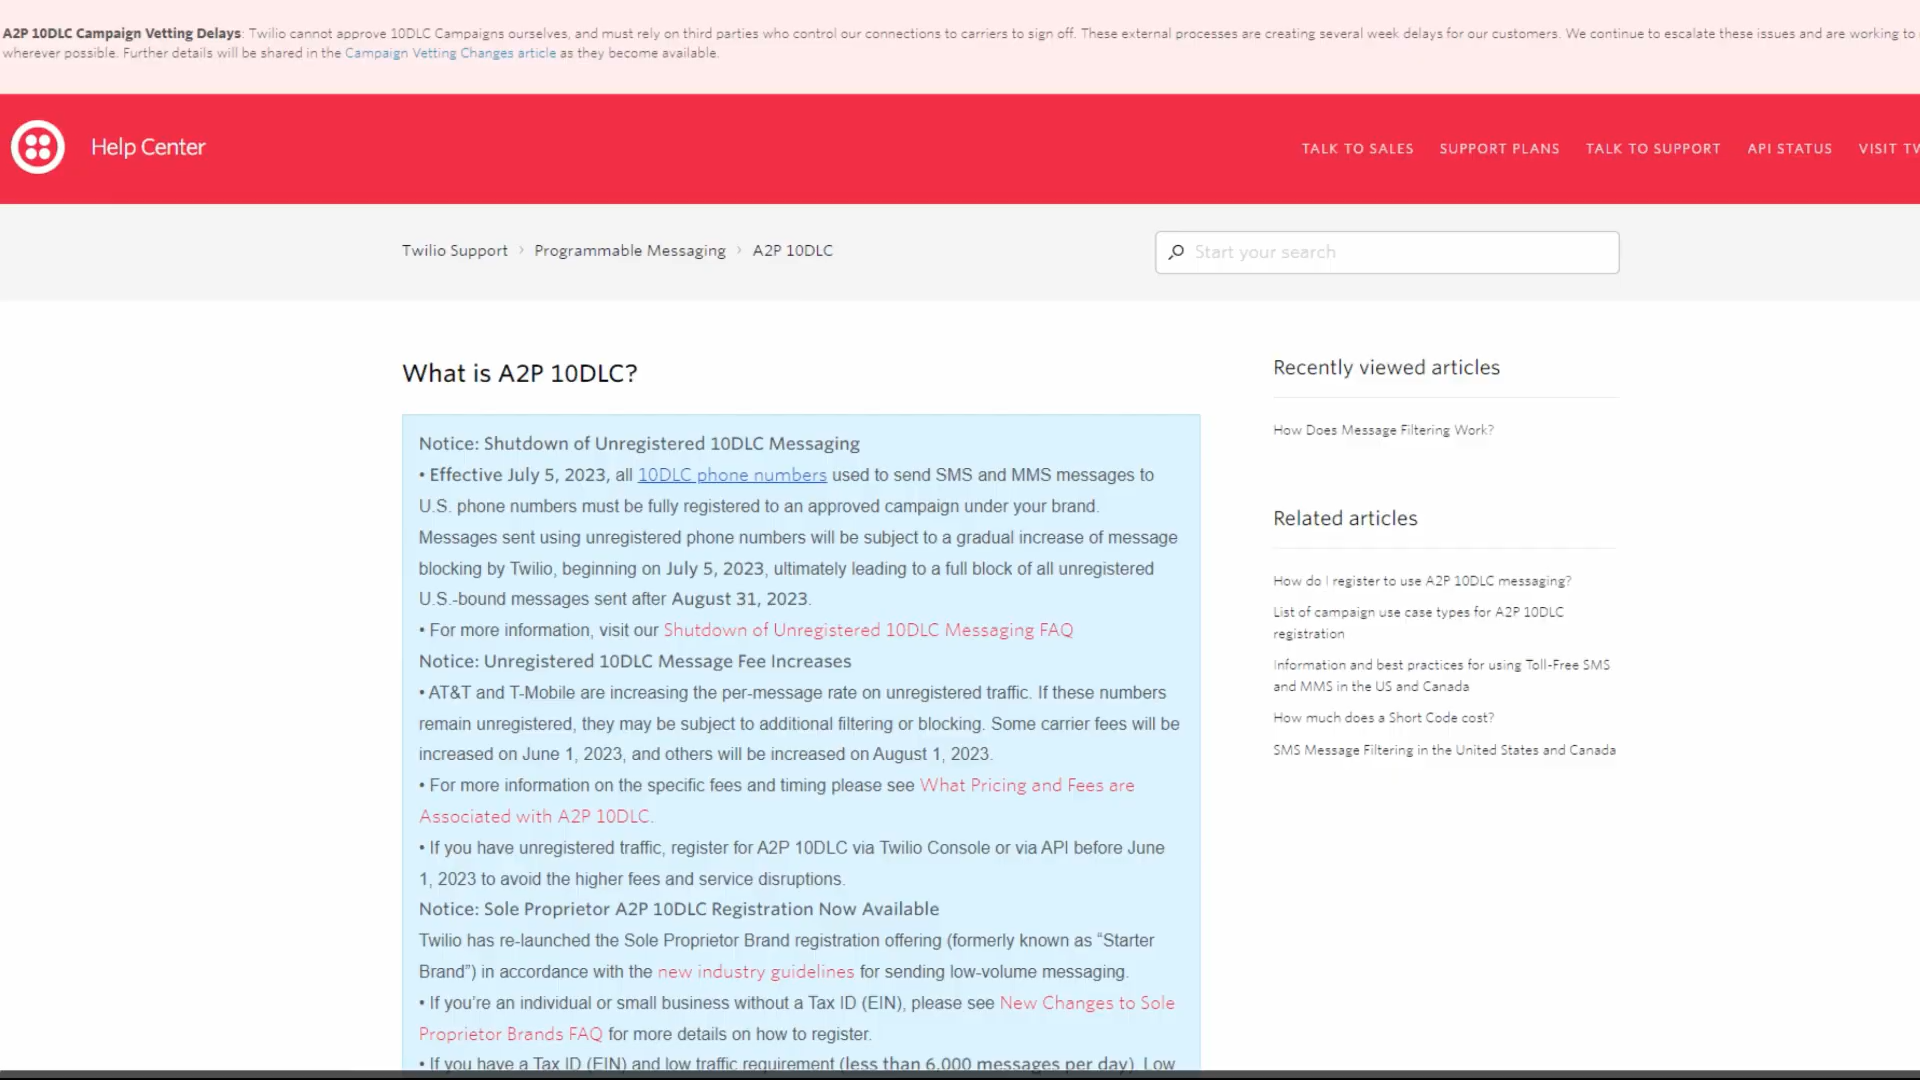 A2P 10DLC Campaign Vetting Delays: Twilio cannot approve 10DLC Campaigns ourselves, and must rely on third parties who control our connections to carriers to sign off. These external processes are creating several week delays for our customers. We continue to escalate these issues and are working to
wherever possible. Further details will be shared in the Campaign Vetting Changes article as they become available.
Help Center
TALK TO SALES SUPPORT PLANS TALK TO SUPPORT API STATUS VISIT TW
Twilio Support › Programmable Messaging › A2P 10DLC
Start your search
What is A2P 10DLC?
Notice: Shutdown of Unregistered 10DLC Messaging
• Effective July 5, 2023, all 10DLC phone numbers used to send SMS and MMS messages to
U.S. phone numbers must be fully registered to an approved campaign under your brand.
Messages sent using unregistered phone numbers will be subject to a gradual increase of message
blocking by Twilio, beginning on July 5, 2023, ultimately leading to a full block of all unregistered
U.S.-bound messages sent after August 31, 2023.
• For more information, visit our Shutdown of Unregistered 10DLC Messaging FAQ
Notice: Unregistered 10DLC Message Fee Increases
• AT&T and T-Mobile are increasing the per-message rate on unregistered traffic. If these numbers
remain unregistered, they may be subject to additional filtering or blocking. Some carrier fees will be
increased on June 1, 2023, and others will be increased on August 1, 2023.
• For more information on the specific fees and timing please see What Pricing and Fees are
Associated with A2P 10DLC.
• If you have unregistered traffic, register for A2P 10DLC via Twilio Console or via API before June
1, 2023 to avoid the higher fees and service disruptions.
Notice: Sole Proprietor A2P 10DLC Registration Now Available
Twilio has re-launched the Sole Proprietor Brand registration offering (formerly known as “Starter
Brand”) in accordance with the new industry guidelines for sending low-volume messaging.
• If you’re an individual or small business without a Tax ID (EIN), please see New Changes to Sole
Proprietor Brands FAQ for more details on how to register.
• If you have a Tax ID (EIN) and low traffic requirement (less than 6,000 messages per day), Low
Recently viewed articles
How Does Message Filtering Work?
Related articles
How do I register to use A2P 10DLC messaging?
List of campaign use case types for A2P 10DLC
registration
Information and best practices for using Toll-Free SMS
and MMS in the US and Canada
How much does a Short Code cost?
SMS Message Filtering in the United States and Canada